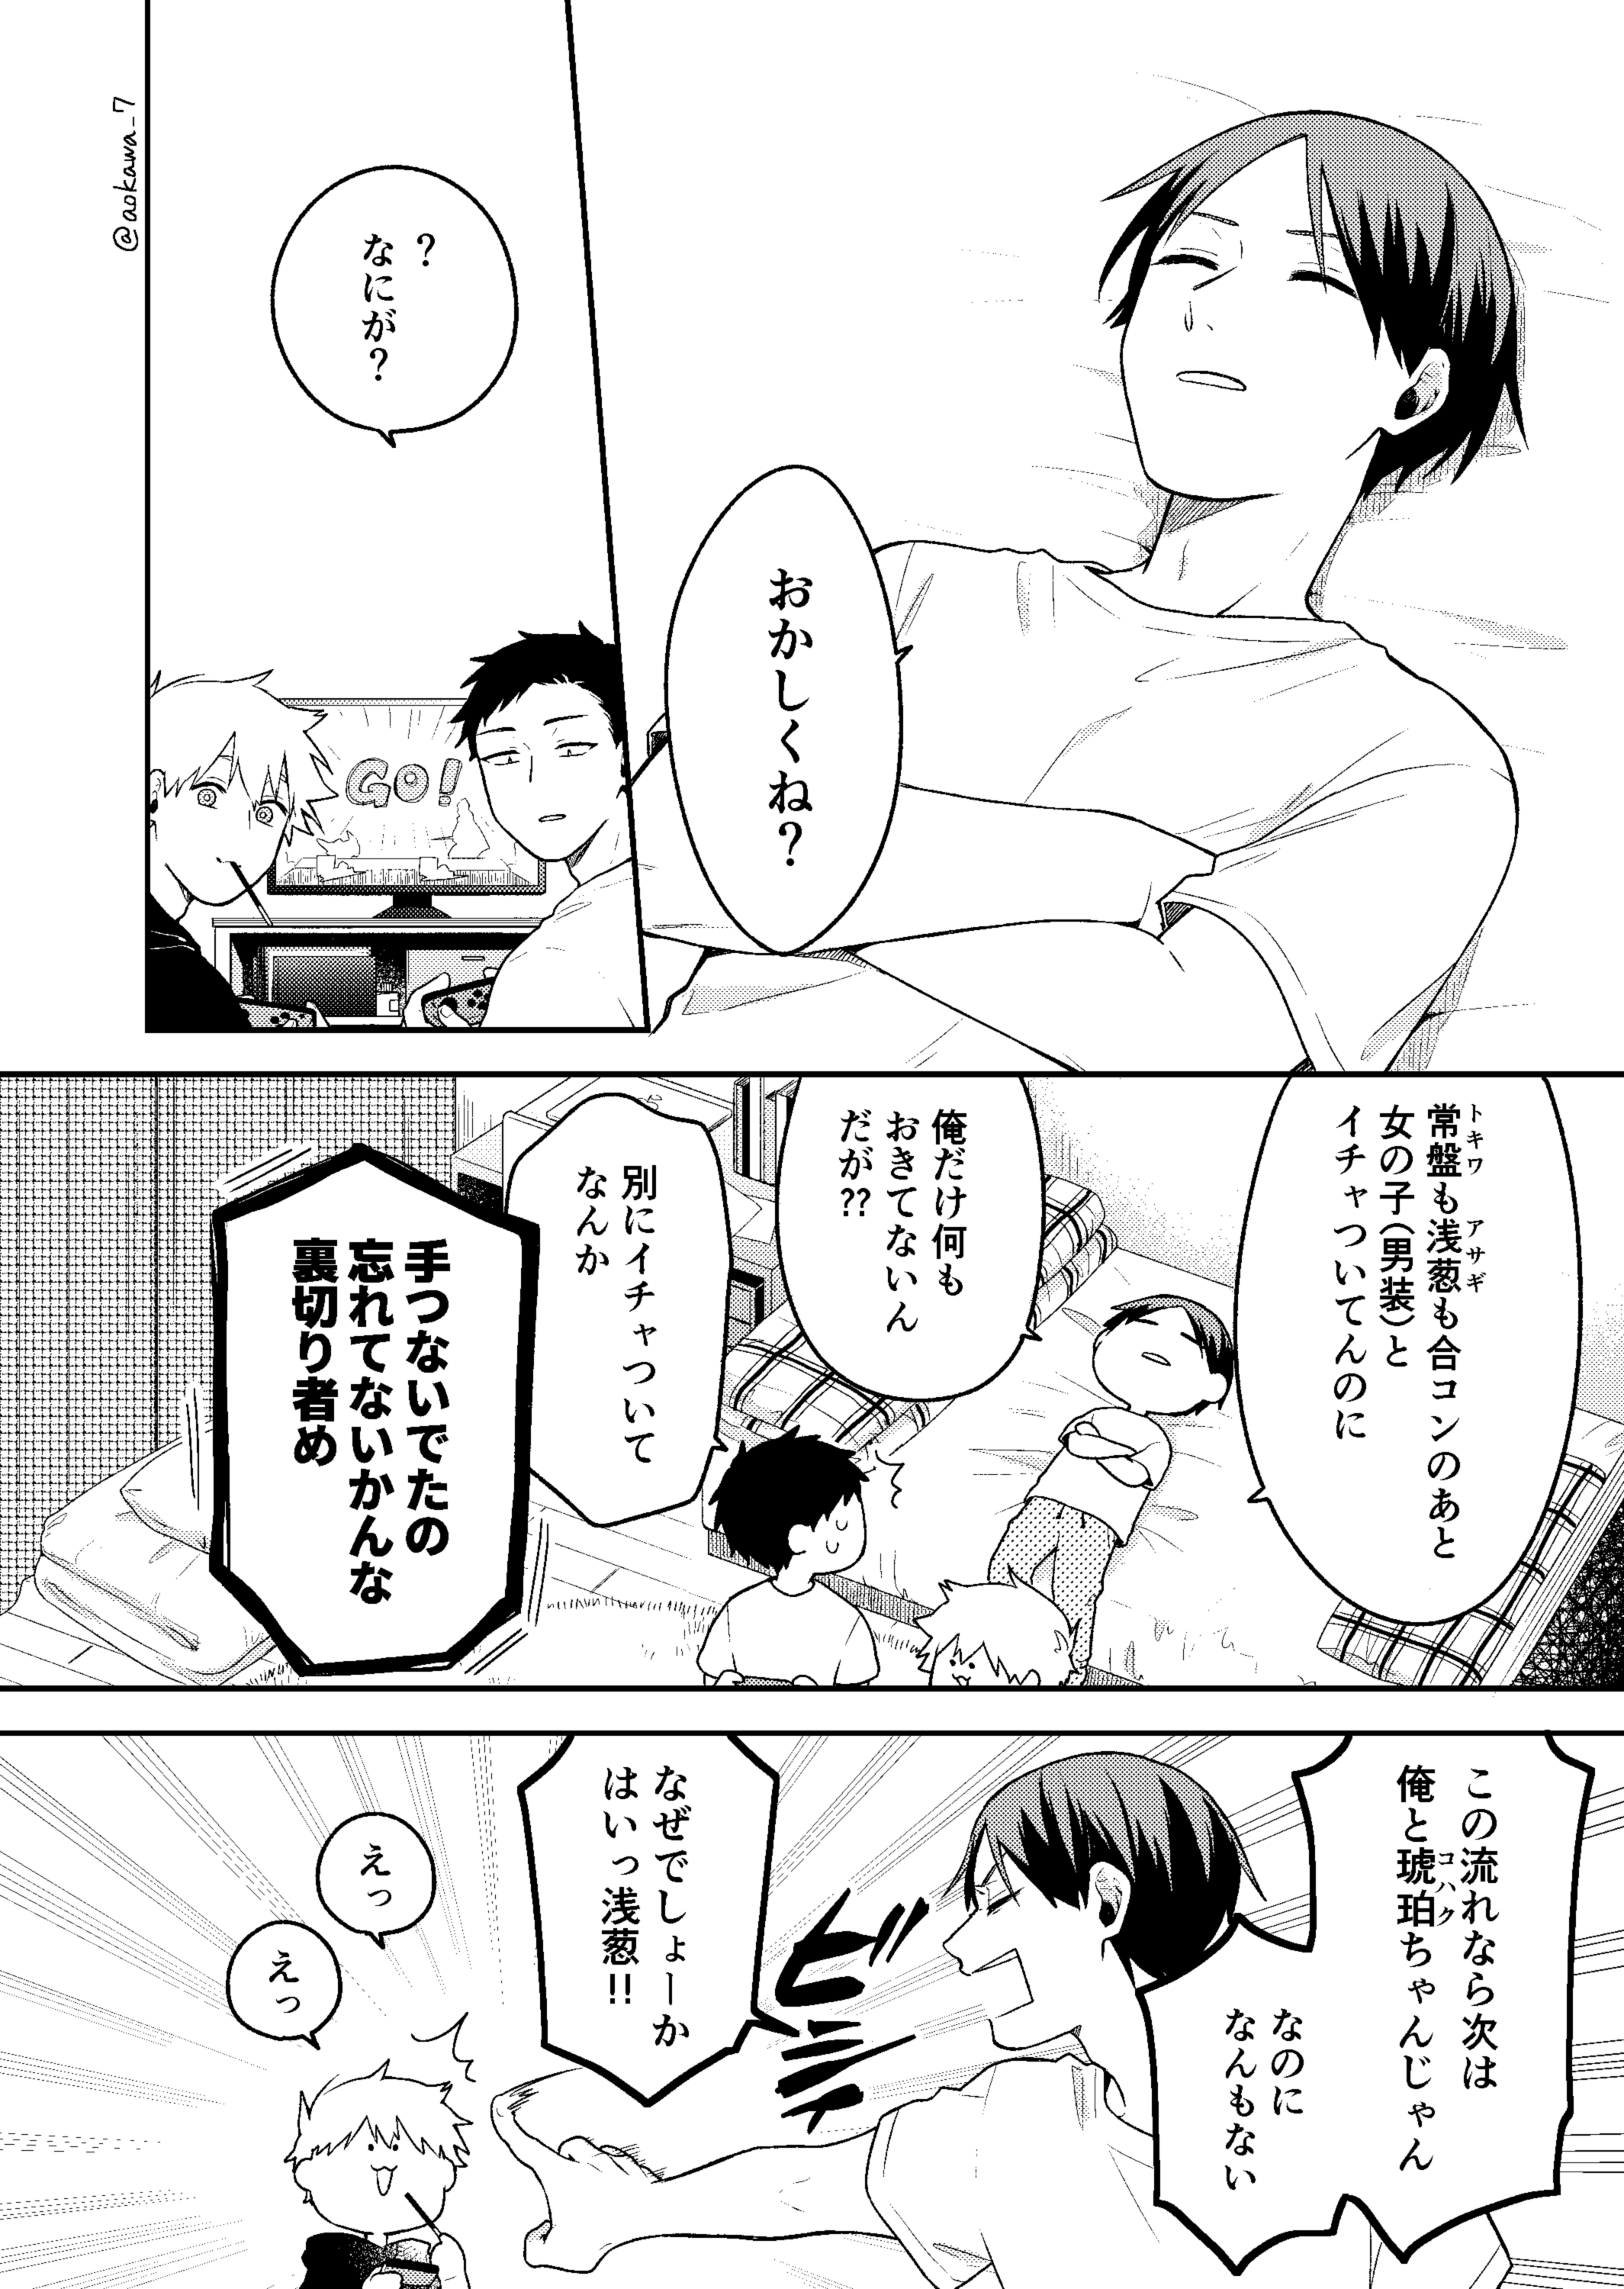 おかしくね?
?
なにが?
GO!
@aokawa_7
常盤も浅葱も合コンのあと
トキワ アサギ
女の子(男装)と
イチャついてんのに
俺だけ何も
おきてないん
だが??
別にイチャついて
なんか
手つないでたの
忘れてないかんな
裏切り者め
この流れなら次は
俺と琥珀ちゃんじゃん
コハク
なのに
なんもない
なぜでしょーか
はいっ浅葱!!
ビシ
えっ
えっ